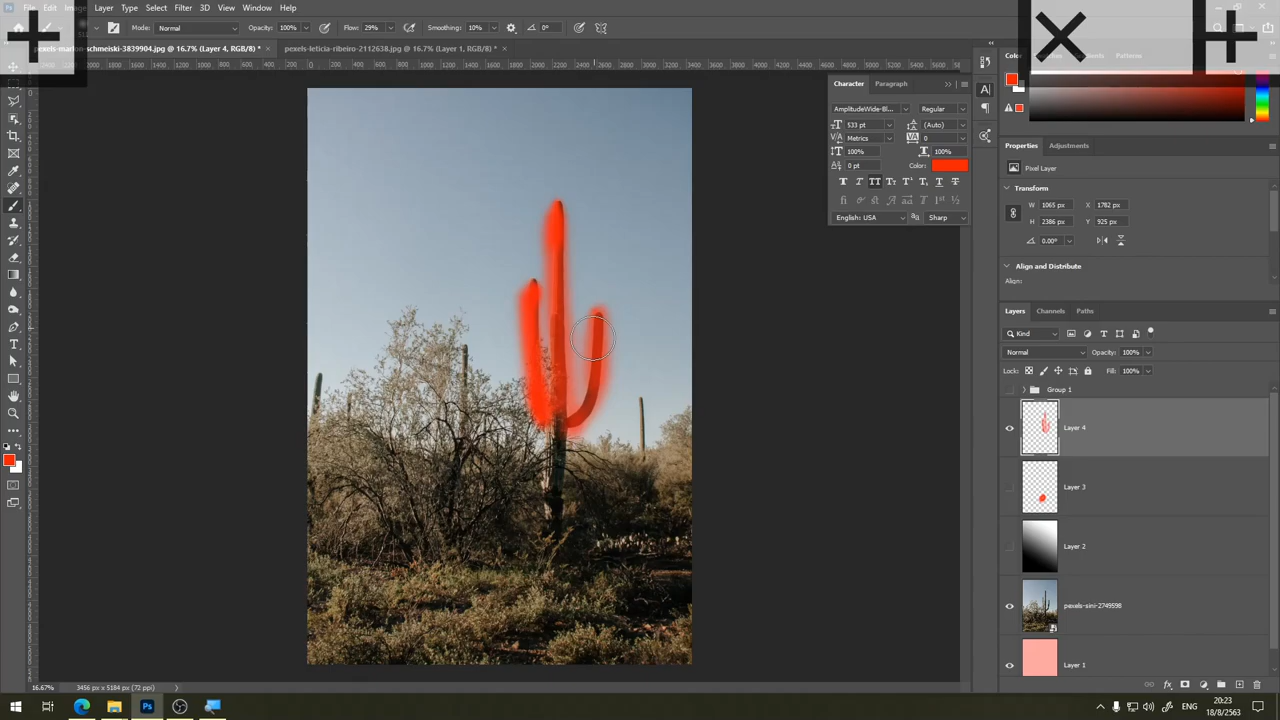 File Edit Image Layer Type Select Filter 3D View Window Help
Mode: Normal Opacity: 100% Flow: 29% Smoothing: 10% 0°
pexels-marlon-schmeiski-3839904.jpg @ 16.7% (Layer 4, RGB/8) * × pexels-leticia-ribeiro-2112638.jpg @ 16.7% (Layer 1, RGB/8) * ×
Patterns
Character Paragraph
AmplitudeWide-Bl... Regular
533 pt (Auto)
Metrics 0
100% 100%
0 pt Color:
English: USA Sharp
Properties Adjustments
Pixel Layer
Transform
W 1065 px X 1782 px
H 2386 px Y 925 px
0.00°
Align and Distribute
Align:
Layers Channels Paths
Kind
Normal Opacity: 100%
Lock: Fill: 100%
Group 1
Layer 4
Layer 3
Layer 2
pexels-sini-2749598
Layer 1
16.67% 3456 px x 5184 px (72 ppi)
ENG 20:23
18/8/2563